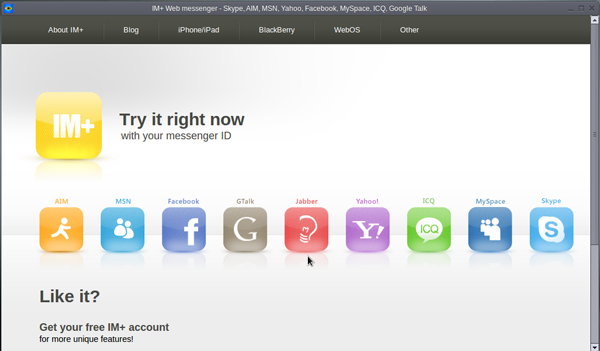 IM+ Web messenger - Skype, AIM, MSN, Yahoo, Facebook, MySpace, ICQ, Google Talk
About IM+ Blog iPhone/iPad BlackBerry WebOS Other
IM+
Try it right now
with your messenger ID
AIM MSN Facebook GTalk Jabber Yahoo! ICQ MySpace Skype
f G Y! ICQ S
Like it?
Get your free IM+ account
for more unique features!